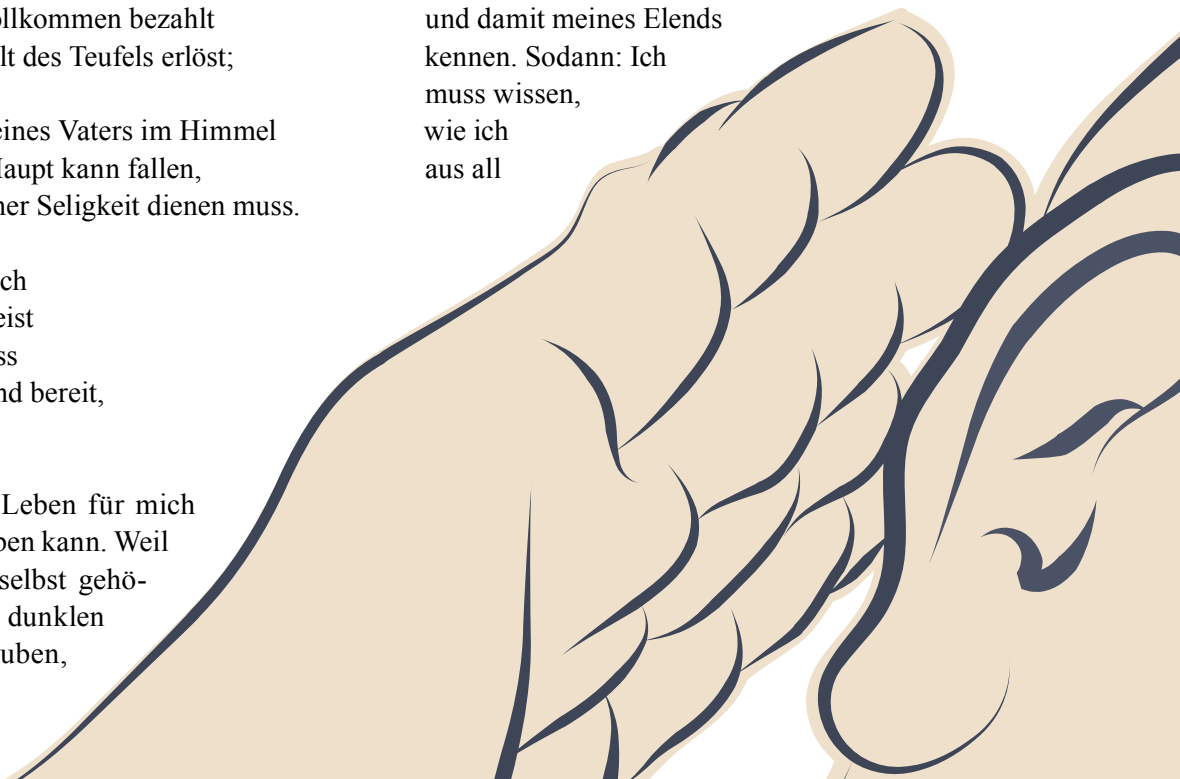 ollkommen bezahlt
lt des Teufels erlöst;
eines Vaters im Himmel
Haupt kann fallen,
ner Seligkeit dienen muss.
ch
eist
ss
nd bereit,
Leben für mich
ben kann. Weil
selbst gehö-
dunklen
uben,
und damit meines Elends
kennen. Sodann: Ich
muss wissen,
wie ich
aus all